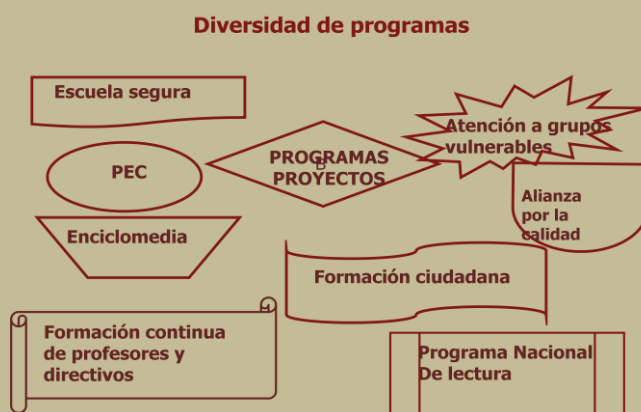 Diversidad de programas
Escuela segura
Atención a grupos
vulnerables
PROGRAMAS
B
PROYECTOS
PEC
Alianza
por la
calidad
Enciclomedia
Formación ciudadana
Formación continua
de profesores y
directivos
Programa Nacional
De lectura